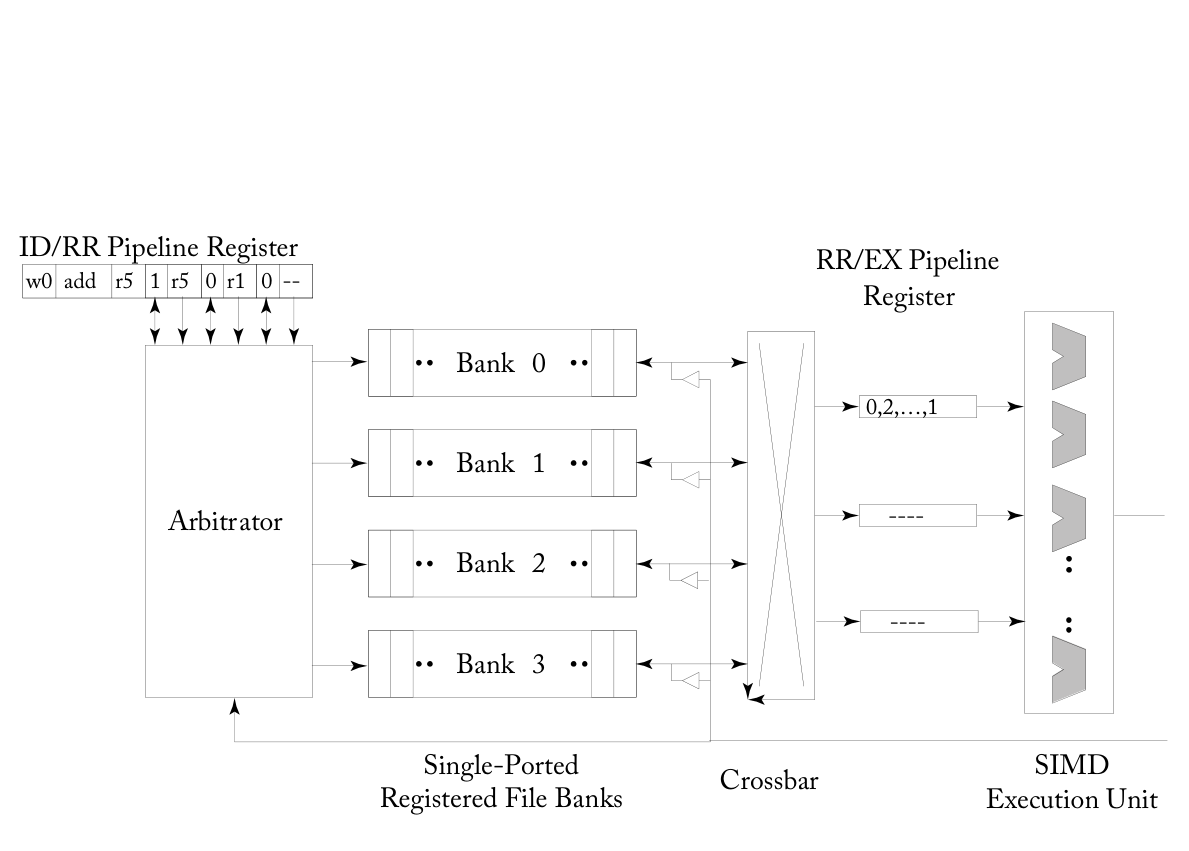 ID/RR Pipeline Register
w0 add r5 1 r5 0 r1 0 --
RR/EX Pipeline
Register
Bank 0
0,2,...,1
Bank 1
Arbitrator
----
Bank 2
----
Bank 3
Single-Ported
Registered File Banks
Crossbar
SIMD
Execution Unit